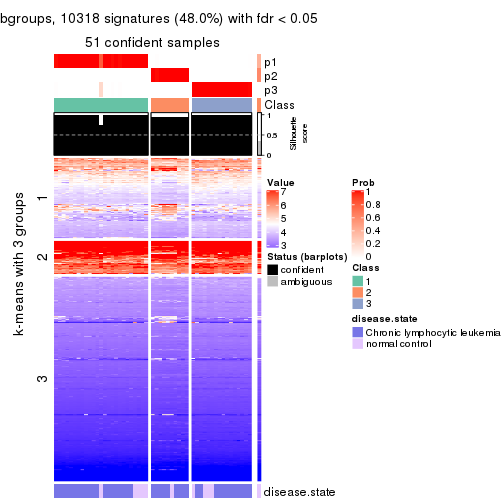 bgroups, 10318 signatures (48.0%) with fdr < 0.05
51 confident samples
p1
p2
p3
Class
1
0.5
0
Silhouette
score
k-means with 3 groups
1
2
3
Value
7
6
5
4
3
Prob
1
0.8
0.6
0.4
0.2
0
Status (barplots)
confident
ambiguous
Class
1
2
3
disease.state
Chronic lymphocytic leukemia
normal control
disease.state